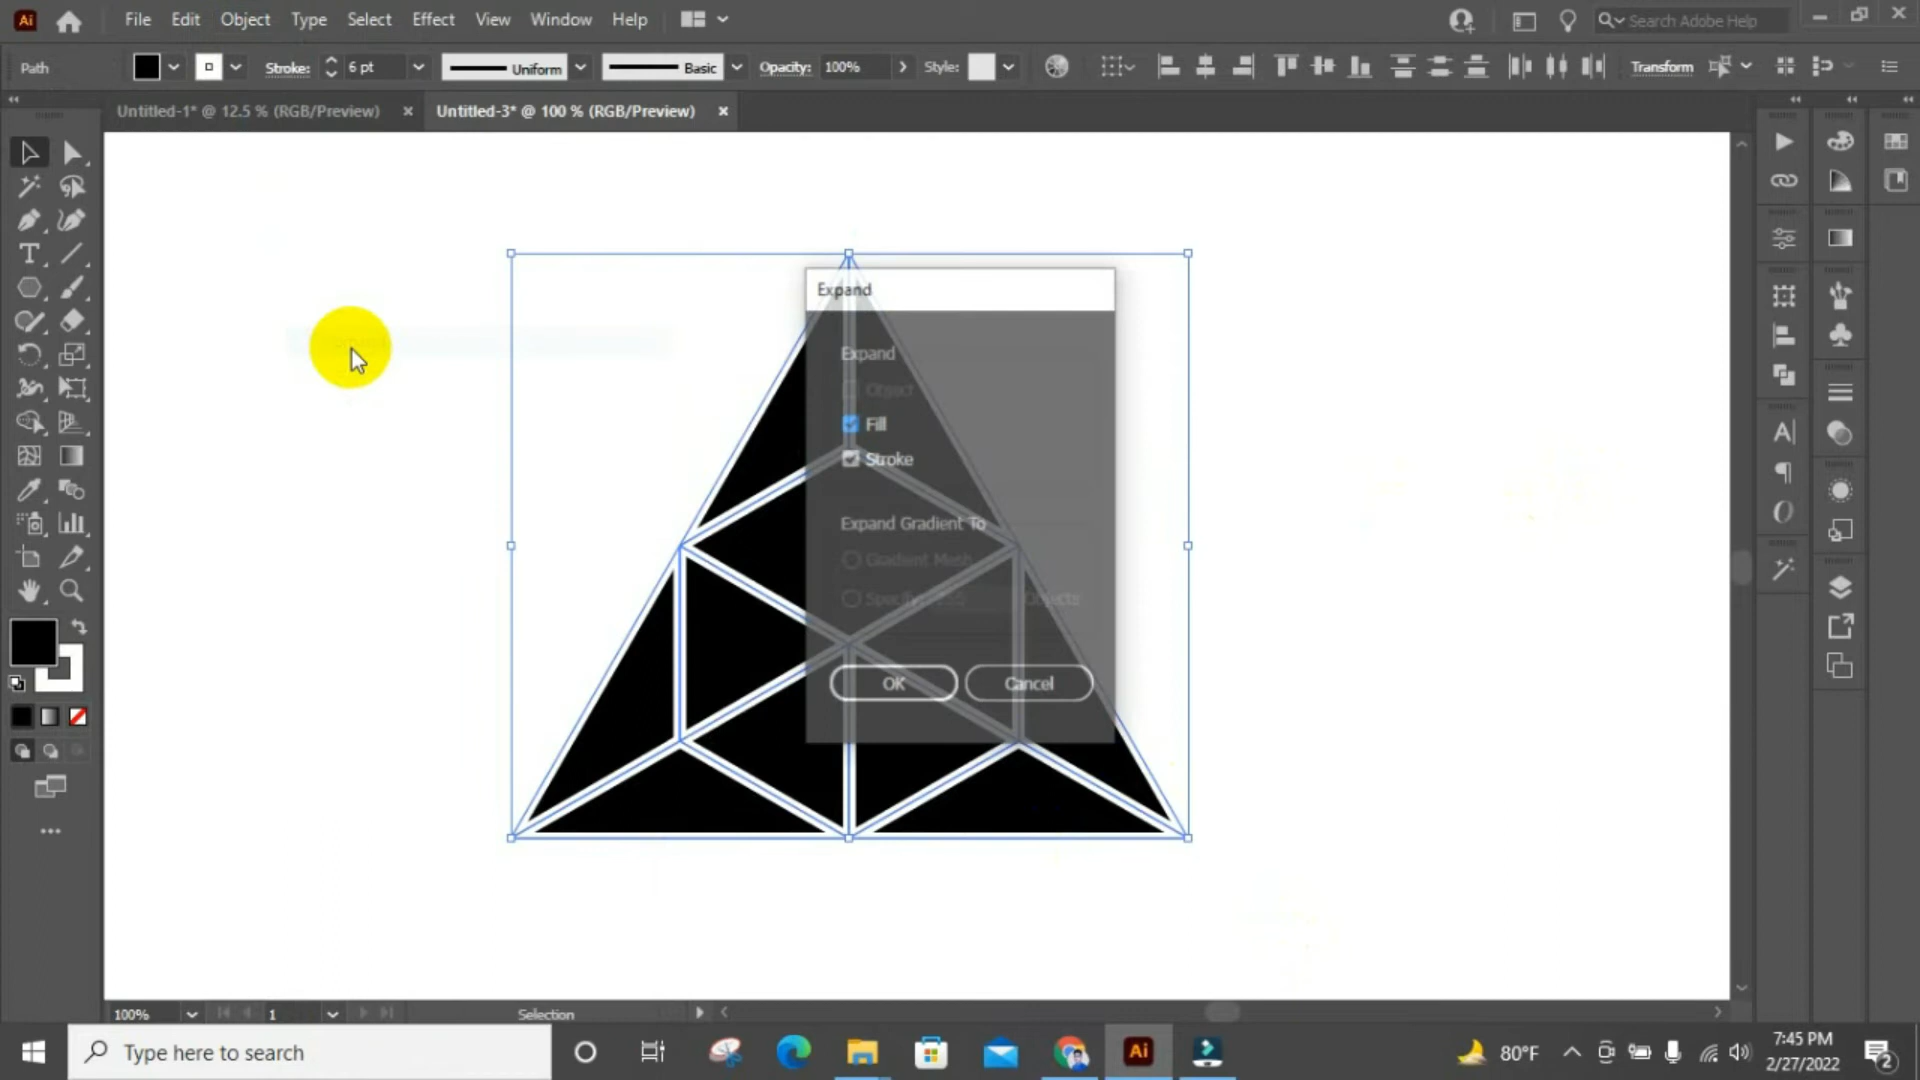 Ai File Edit Object Type Select Effect View Window Help Search Adobe Help
Path Stroke: 6 pt Uniform Basic Opacity: 100% Style: Transform
Untitled-1* @ 12.5 % (RGB/Preview) Untitled-3* @ 100 % (RGB/Preview)
Expand
Expand
Object
Fill
Stroke
Expand Gradient To
Gradient Mesh
Objects
OK Cancel
100% 1 Selection
Type here to search
Ai
80°F
7:45 PM
2/27/2022
2